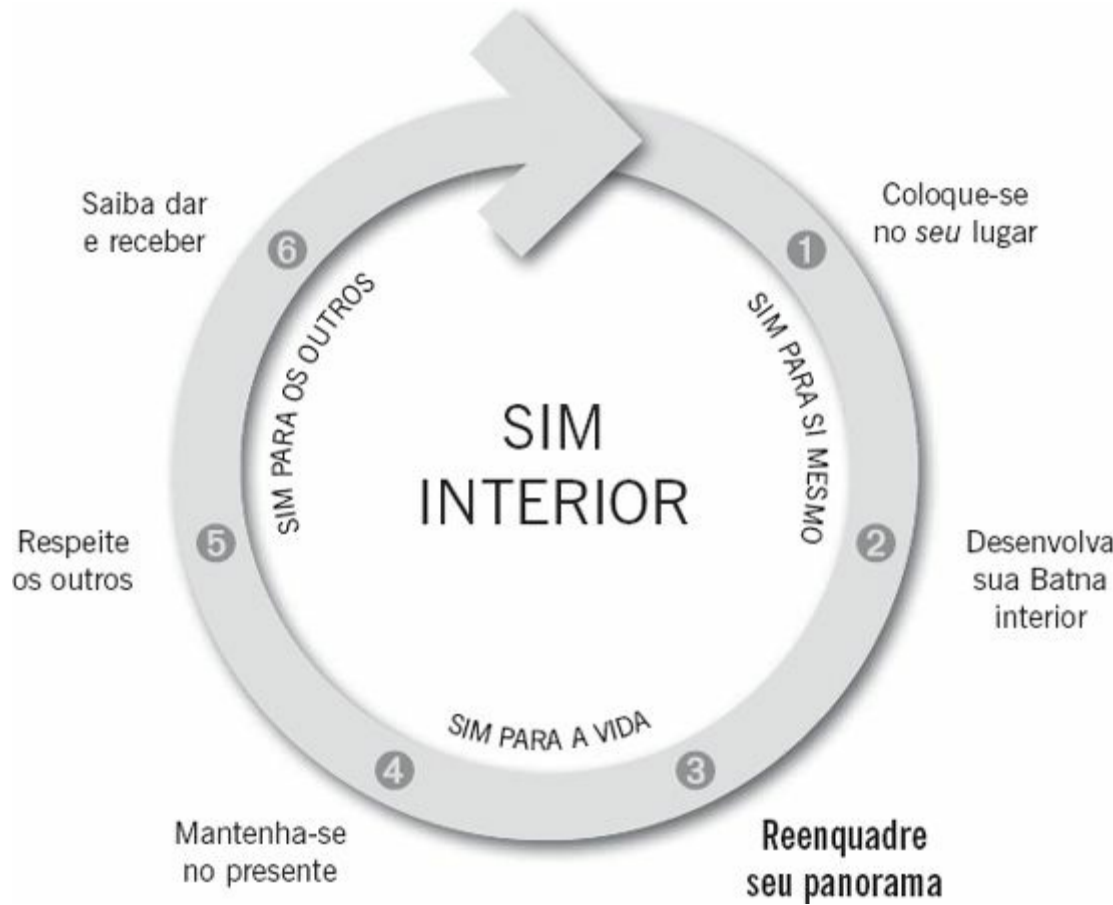 SIM
INTERIOR
SIM PARA SI MESMO
1
Coloque-se
no seu lugar
2
Desenvolva
sua Batna
interior
SIM PARA A VIDA
3
Reenquadre
seu panorama
4
Mantenha-se
no presente
SIM PARA OS OUTROS
5
Respeite
os outros
6
Saiba dar
e receber